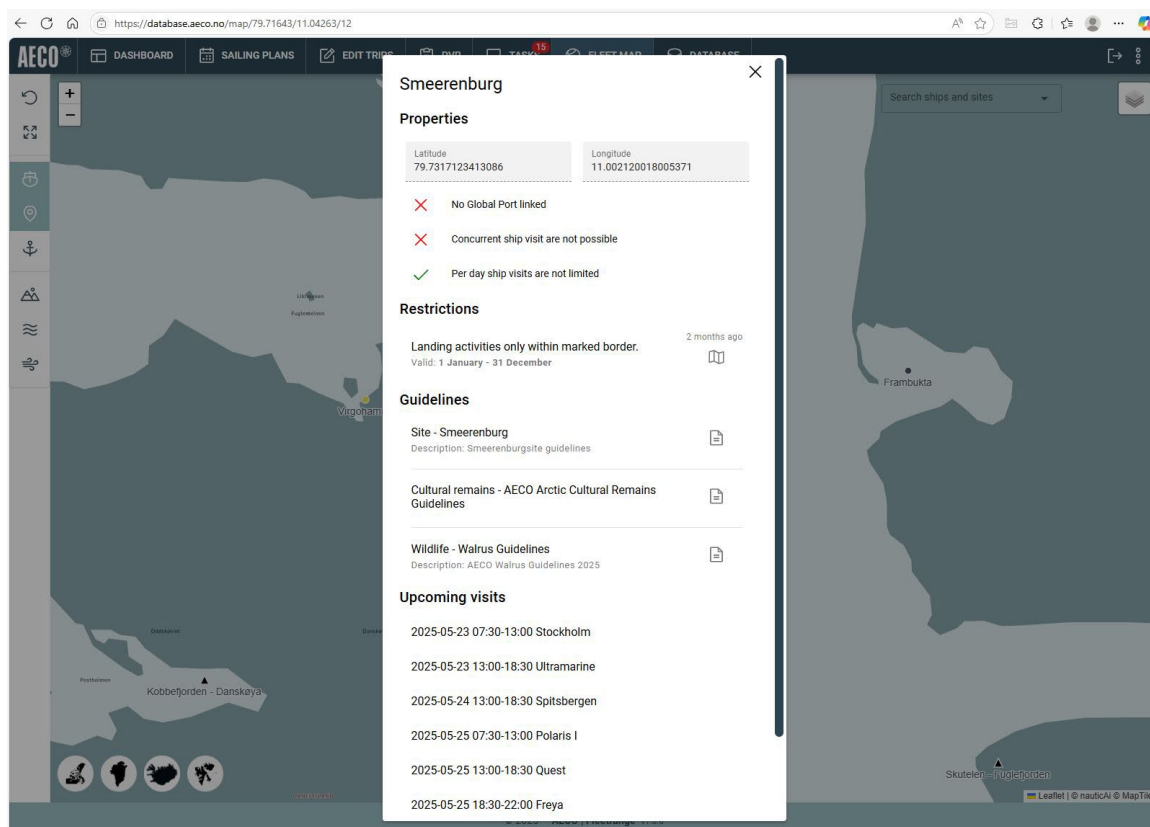 https://database.aeco.no/map/79.71643/11.04263/12
AECO
DASHBOARD
SAILING PLANS
EDIT TRIPS
15
FLEET MAP
DATABASE
Search ships and sites
+
−
Smeerenburg
Properties
Latitude
79.7317123413086
Longitude
11.002120018005371
No Global Port linked
Concurrent ship visit are not possible
Per day ship visits are not limited
Restrictions
Landing activities only within marked border.
2 months ago
Valid: 1 January - 31 December
Guidelines
Site - Smeerenburg
Description: Smeerenburgsite guidelines
Cultural remains - AECO Arctic Cultural Remains
Guidelines
Wildlife - Walrus Guidelines
Description: AECO Walrus Guidelines 2025
Upcoming visits
2025-05-23 07:30-13:00 Stockholm
2025-05-23 13:00-18:30 Ultramarine
2025-05-24 13:00-18:30 Spitsbergen
2025-05-25 07:30-13:00 Polaris I
2025-05-25 13:00-18:30 Quest
2025-05-25 18:30-22:00 Freya
Virgoham
Frambukta
Kobbefjorden - Danskøya
Skutelen - Fuglefjorden
Leaflet | © nauticAi © MapTile